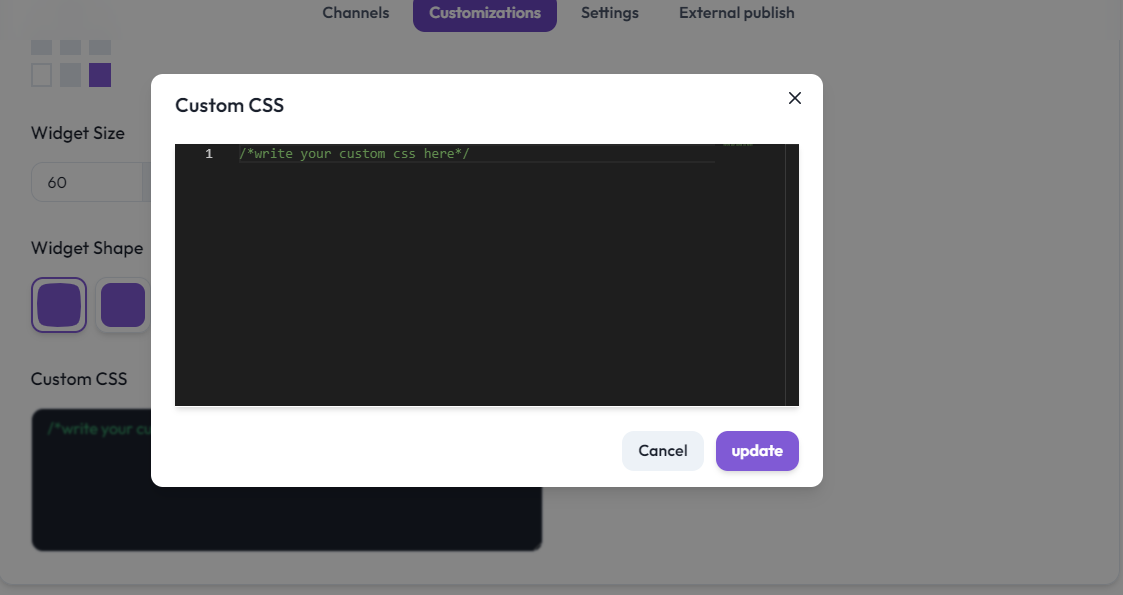 Channels
Customizations
Settings
External publish
Widget Size
60
Widget Shape
Custom CSS
/*write your cu
Custom CSS
1 /*write your custom css here*/
Cancel
update